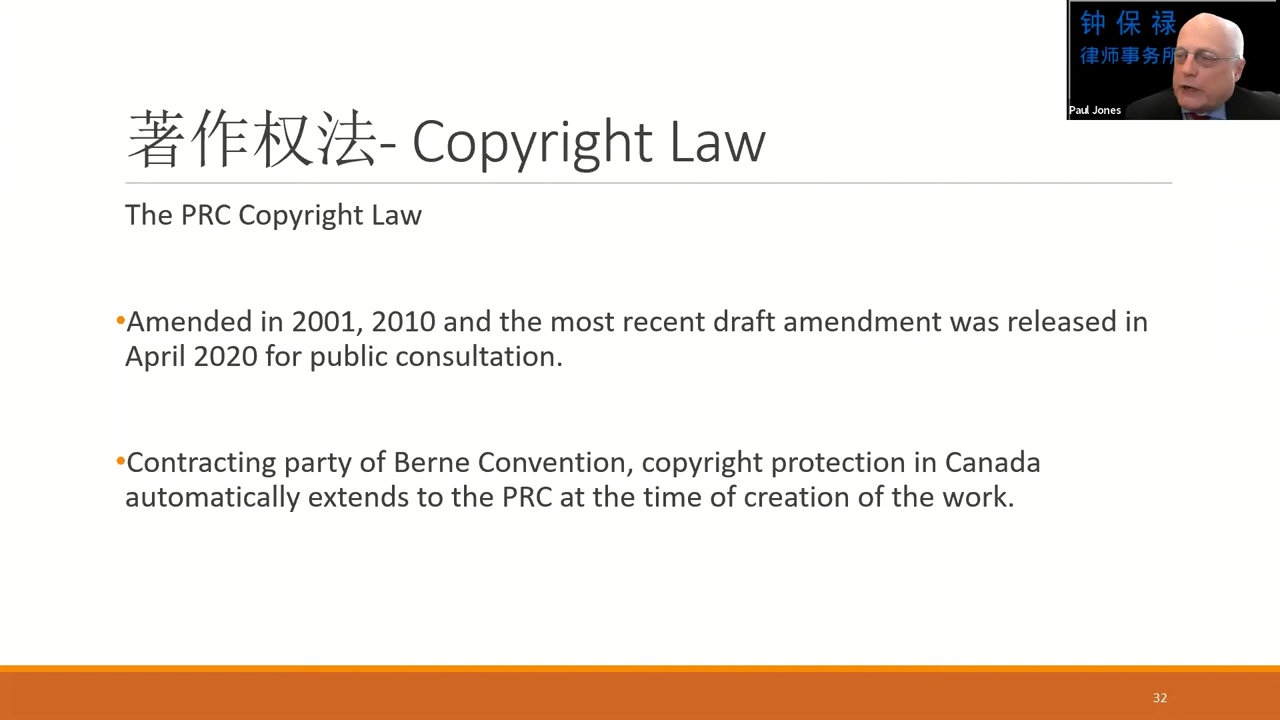 钟保禄
律师事务所
Paul Jones
著作权法- Copyright Law
The PRC Copyright Law
•Amended in 2001, 2010 and the most recent draft amendment was released in
April 2020 for public consultation.
•Contracting party of Berne Convention, copyright protection in Canada
automatically extends to the PRC at the time of creation of the work.
32